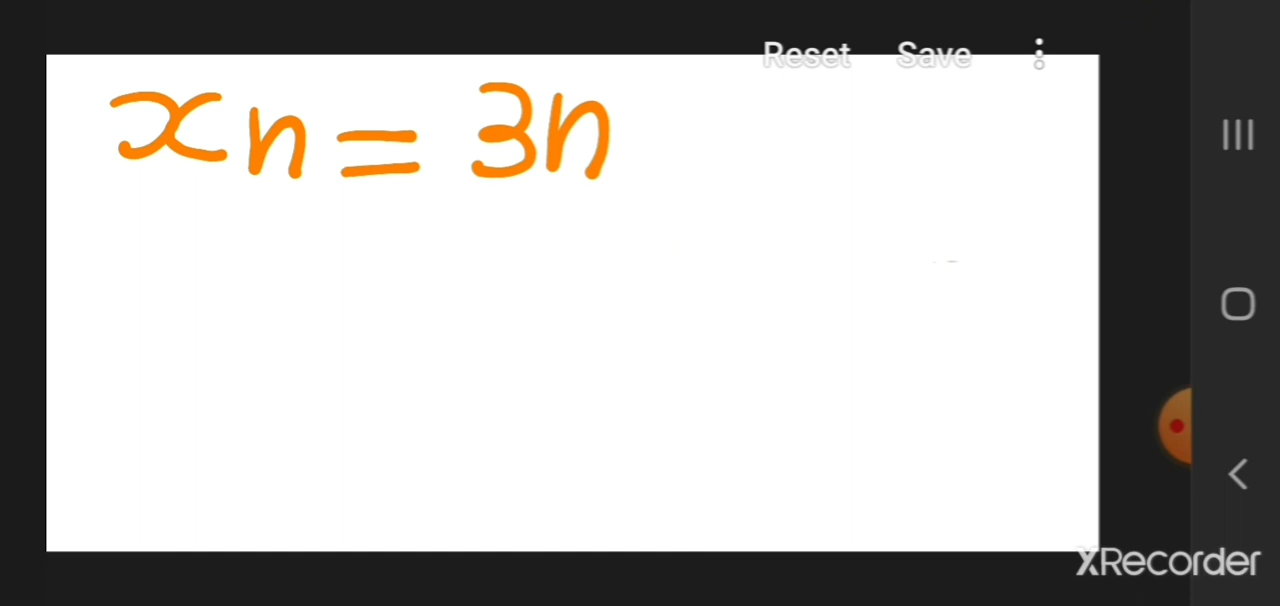 Reset Save
xn = 3n
XRecorder